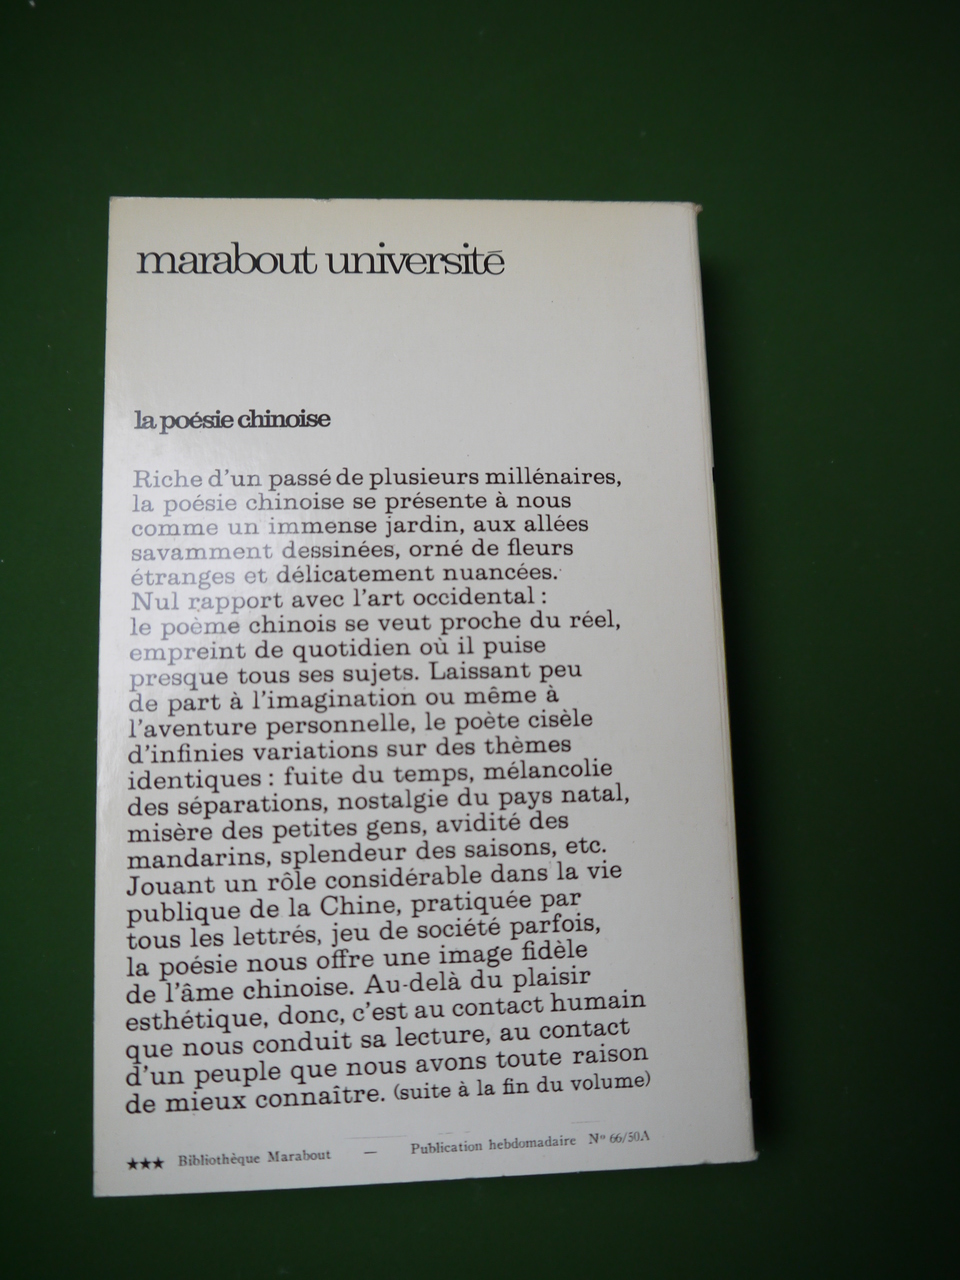 marabout université
la poésie chinoise
Riche d'un passé de plusieurs millénaires,
la poésie chinoise se présente à nous
comme un immense jardin, aux allées
savamment dessinées, orné de fleurs
étranges et délicatement nuancées.
Nul rapport avec l'art occidental :
le poème chinois se veut proche du réel,
empreint de quotidien où il puise
presque tous ses sujets. Laissant peu
de part à l'imagination ou même à
l'aventure personnelle, le poète cisèle
d'infinies variations sur des thèmes
identiques : fuite du temps, mélancolie
des séparations, nostalgie du pays natal,
misère des petites gens, avidité des
mandarins, splendeur des saisons, etc.
Jouant un rôle considérable dans la vie
publique de la Chine, pratiquée par
tous les lettrés, jeu de société parfois,
la poésie nous offre une image fidèle
de l'âme chinoise. Au-delà du plaisir
esthétique, donc, c'est au contact humain
que nous conduit sa lecture, au contact
d'un peuple que nous avons toute raison
de mieux connaître. (suite à la fin du volume)
★★★ Bibliothèque Marabout — Publication hebdomadaire Nº 66/50A